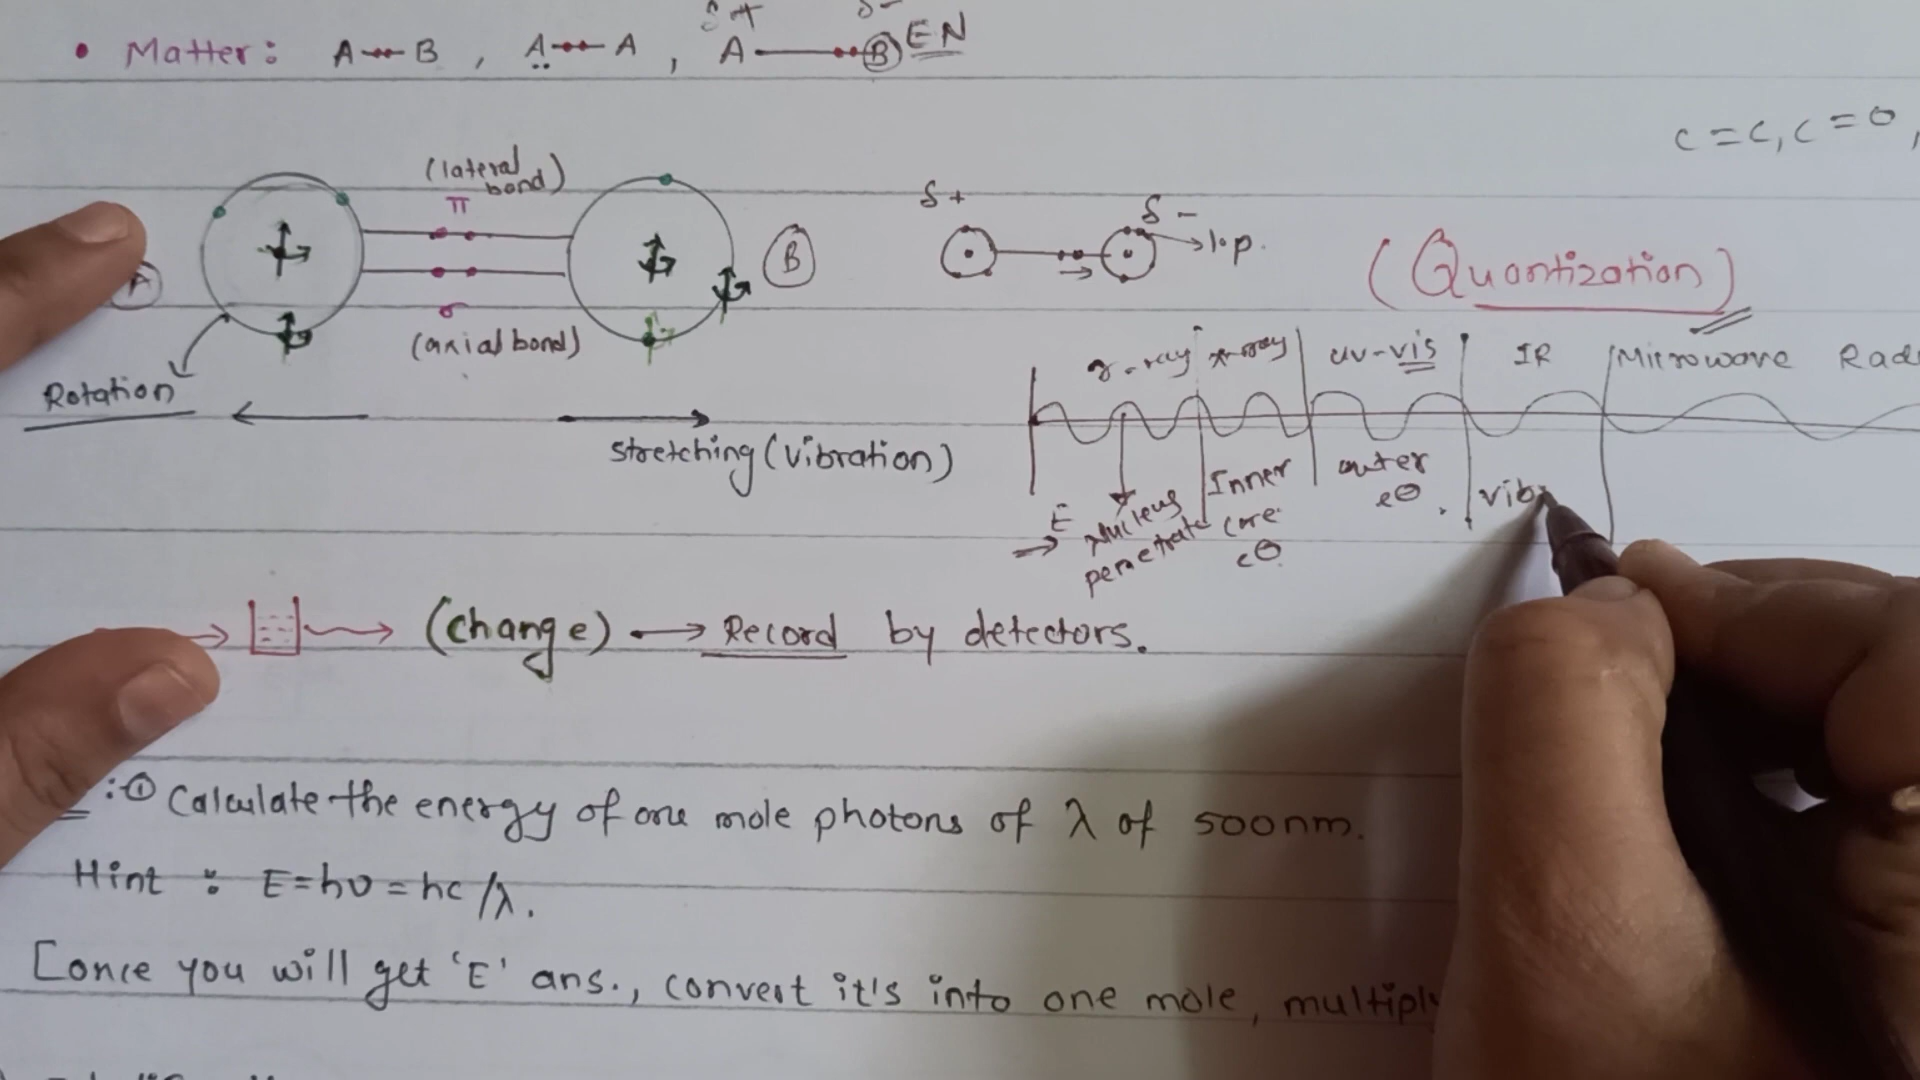 δ+ δ-
• Matter: A••B , A••A , A——••B EN
C=C, C=O,
(lateral bond)
π
δ+ δ-
l.p.
B
A
(Quantization)
σ
(axial bond)
γ-ray x-ray uv-vis IR Microwave Rad
Rotation
Stretching (vibration)
E Nucleus penetrate Inner core e⊖ outer e⊖. vib
(change) → Record by detectors.
:① Calculate the energy of one mole photons of λ of 500nm.
Hint : E=hυ=hc/λ.
[once you will get 'E' ans., convert it's into one mole, multiply